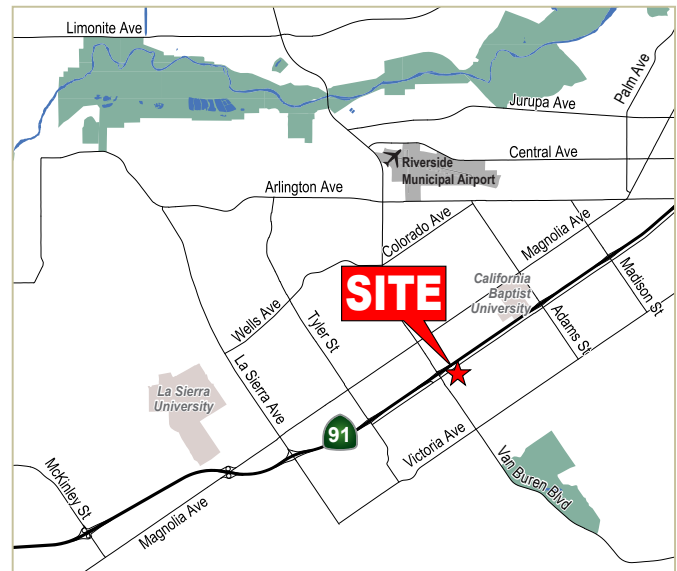 Limonite Ave
Palm Ave
Jurupa Ave
Central Ave
Riverside
Municipal Airport
Arlington Ave
Colorado Ave
Magnolia Ave
Madison St
California
Baptist
University
SITE
Wells Ave
Tyler St
Adams St
La Sierra Ave
La Sierra
University
91
Victoria Ave
Van Buren Blvd
McKinley St
Magnolia Ave